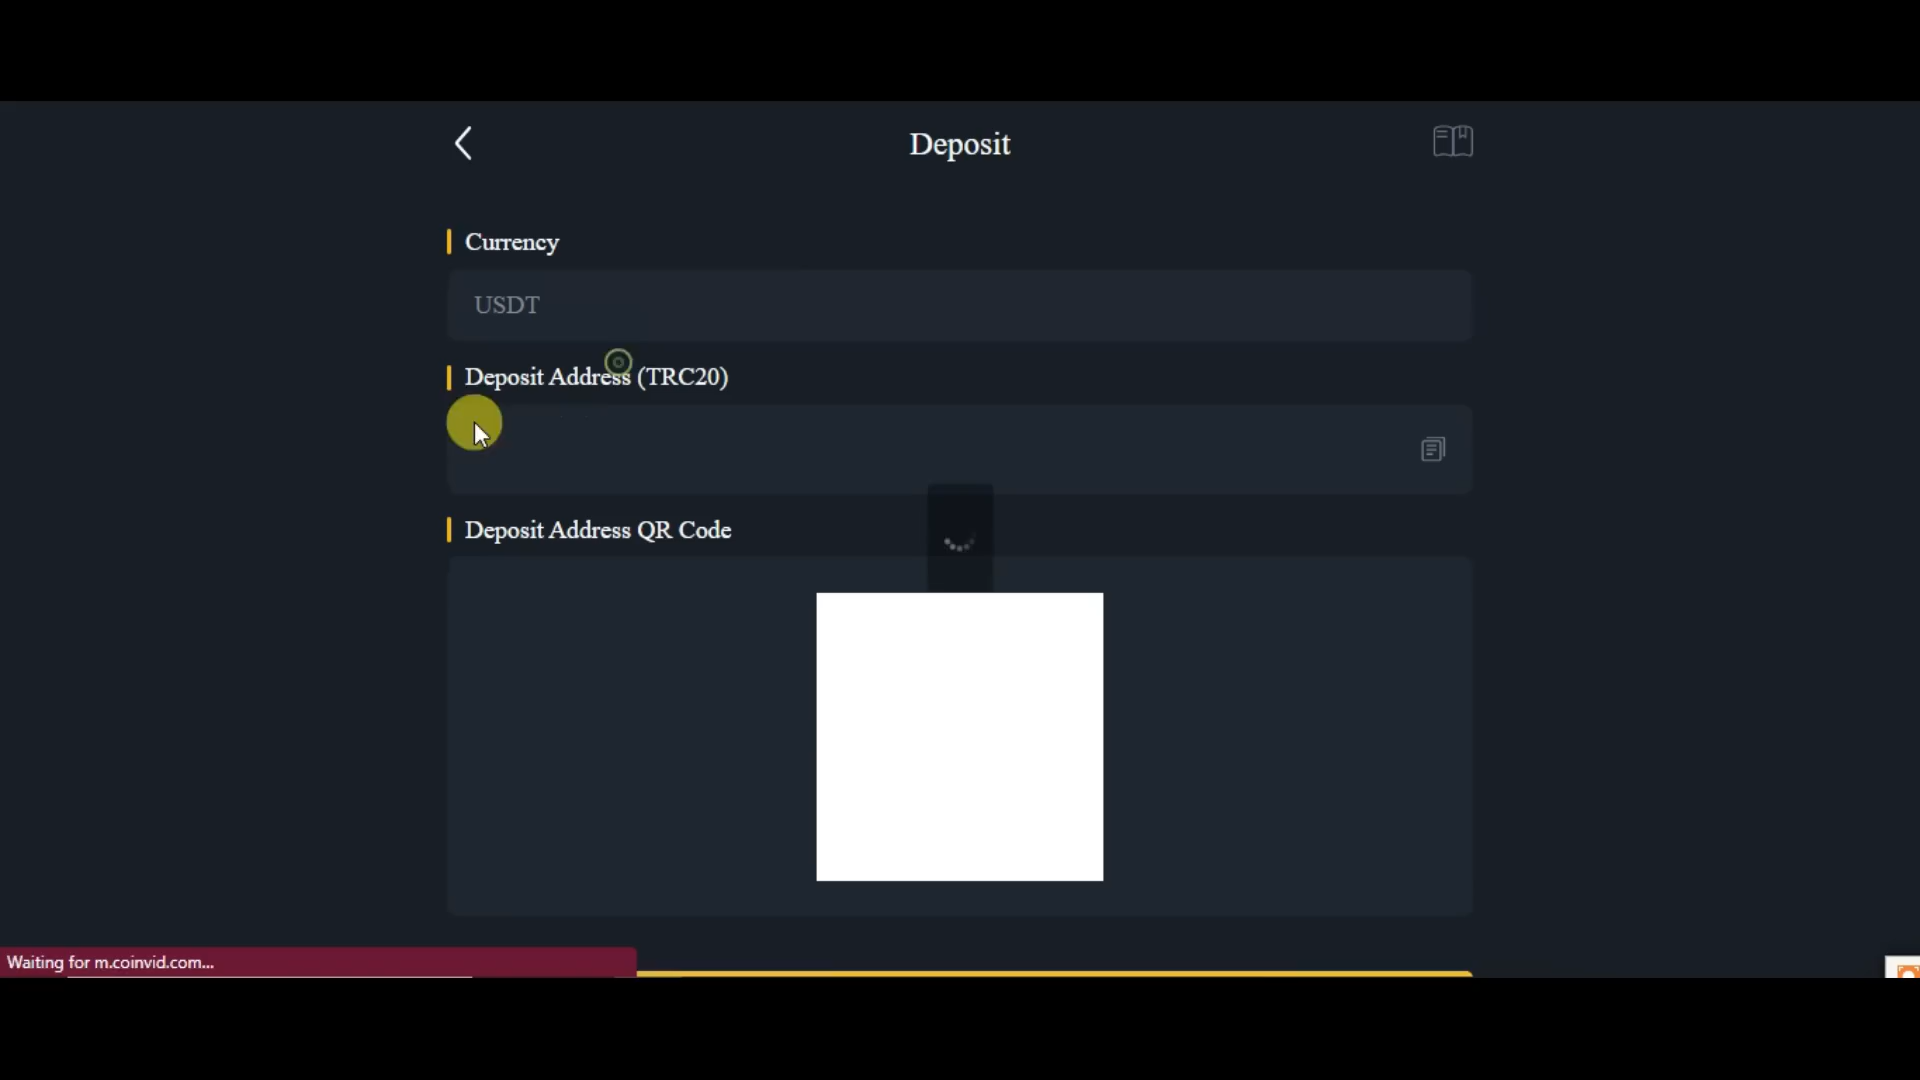 Deposit
Currency
USDT
Deposit Address (TRC20)
Deposit Address QR Code
Waiting for m.coinvid.com...